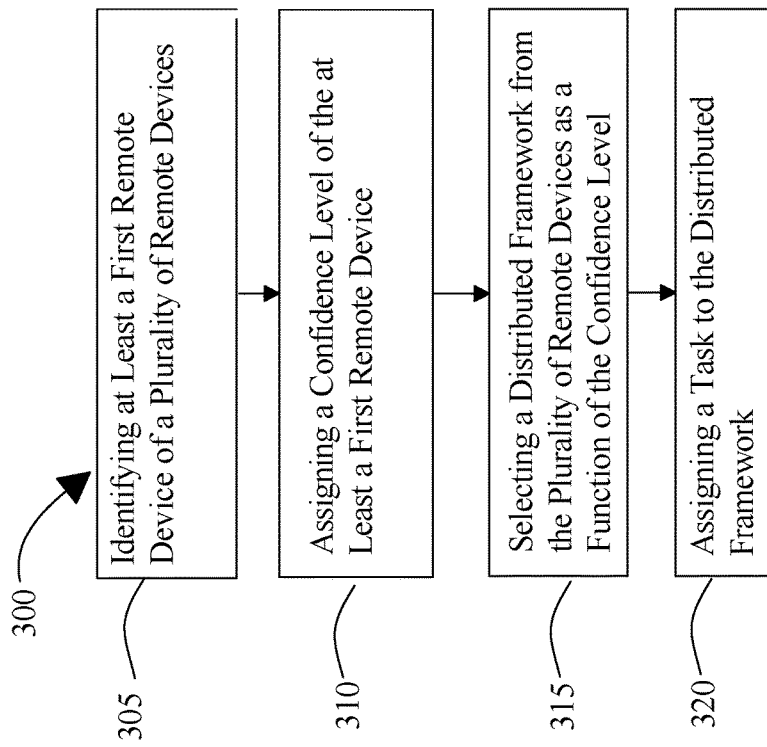 300
305
Identifying at Least a First Remote
Device of a Plurality of Remote Devices
310
Assigning a Confidence Level of the at
Least a First Remote Device
315
Selecting a Distributed Framework from
the Plurality of Remote Devices as a
Function of the Confidence Level
320
Assigning a Task to the Distributed
Framework